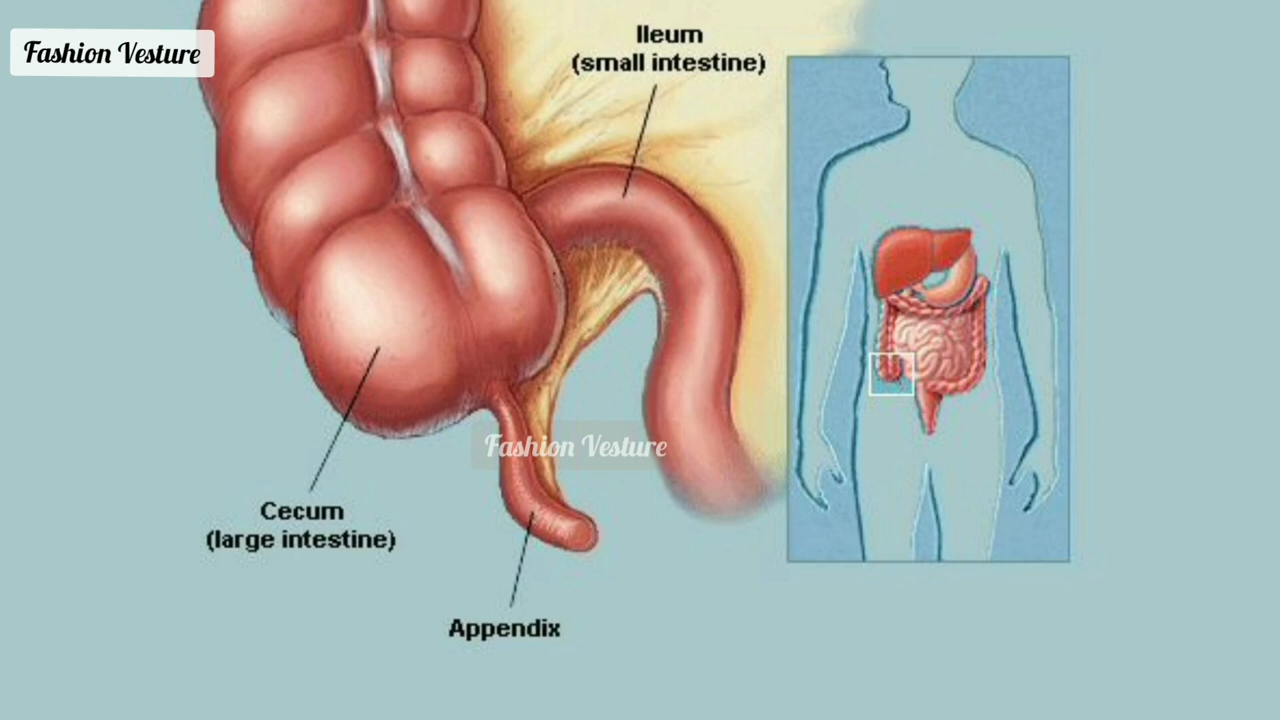 Fashion Vesture
Ileum
(small intestine)
Fashion Vesture
Cecum
(large intestine)
Appendix